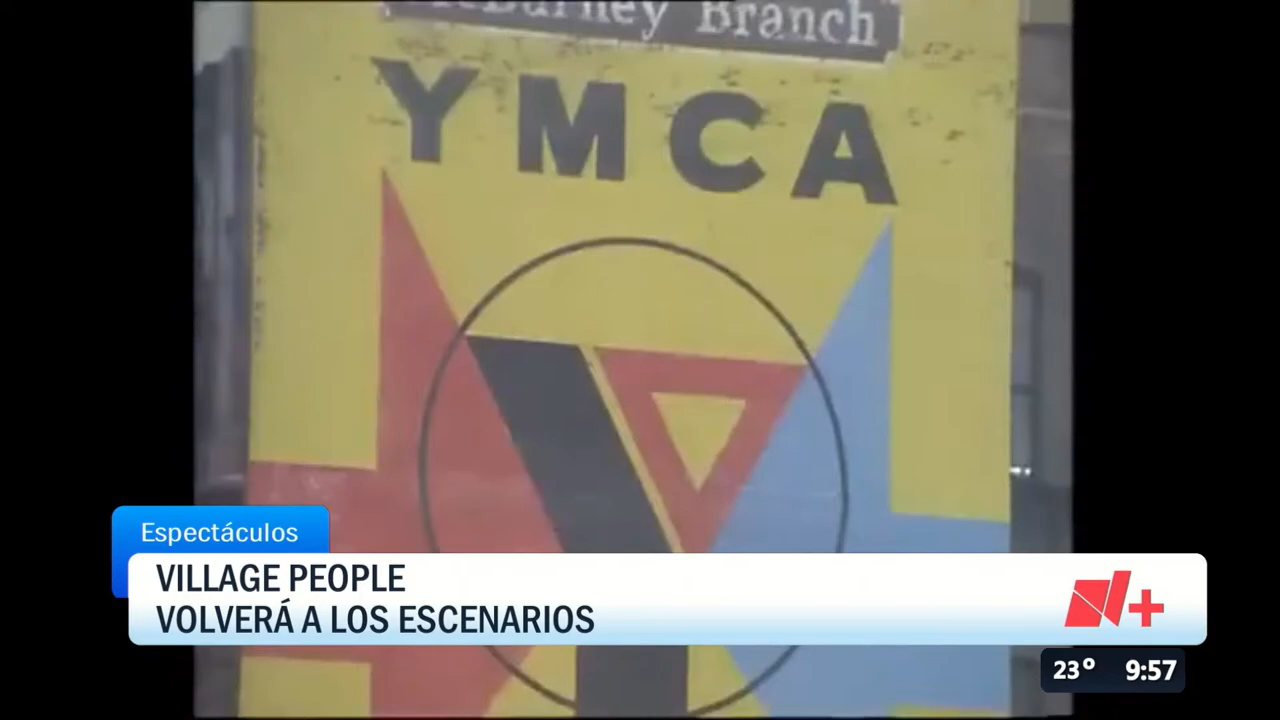 Branch
YMCA
Espectáculos
VILLAGE PEOPLE
VOLVERÁ A LOS ESCENARIOS
N+
23° 9:57